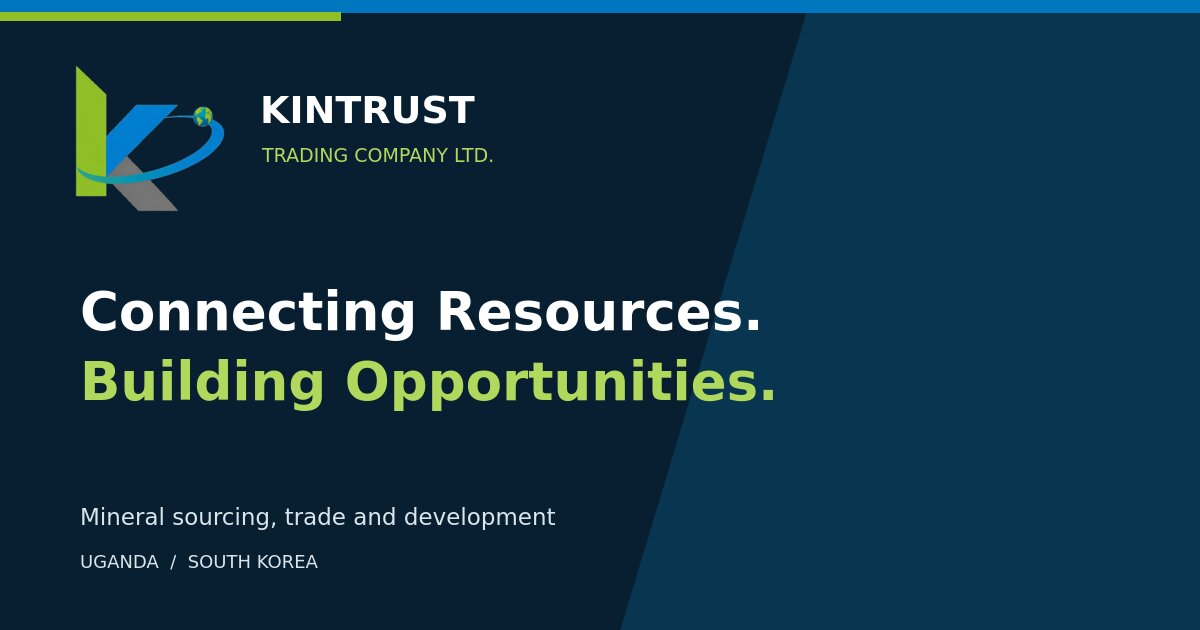 KINTRUST
TRADING COMPANY LTD.
Connecting Resources.
Building Opportunities.
Mineral sourcing, trade and development
UGANDA / SOUTH KOREA